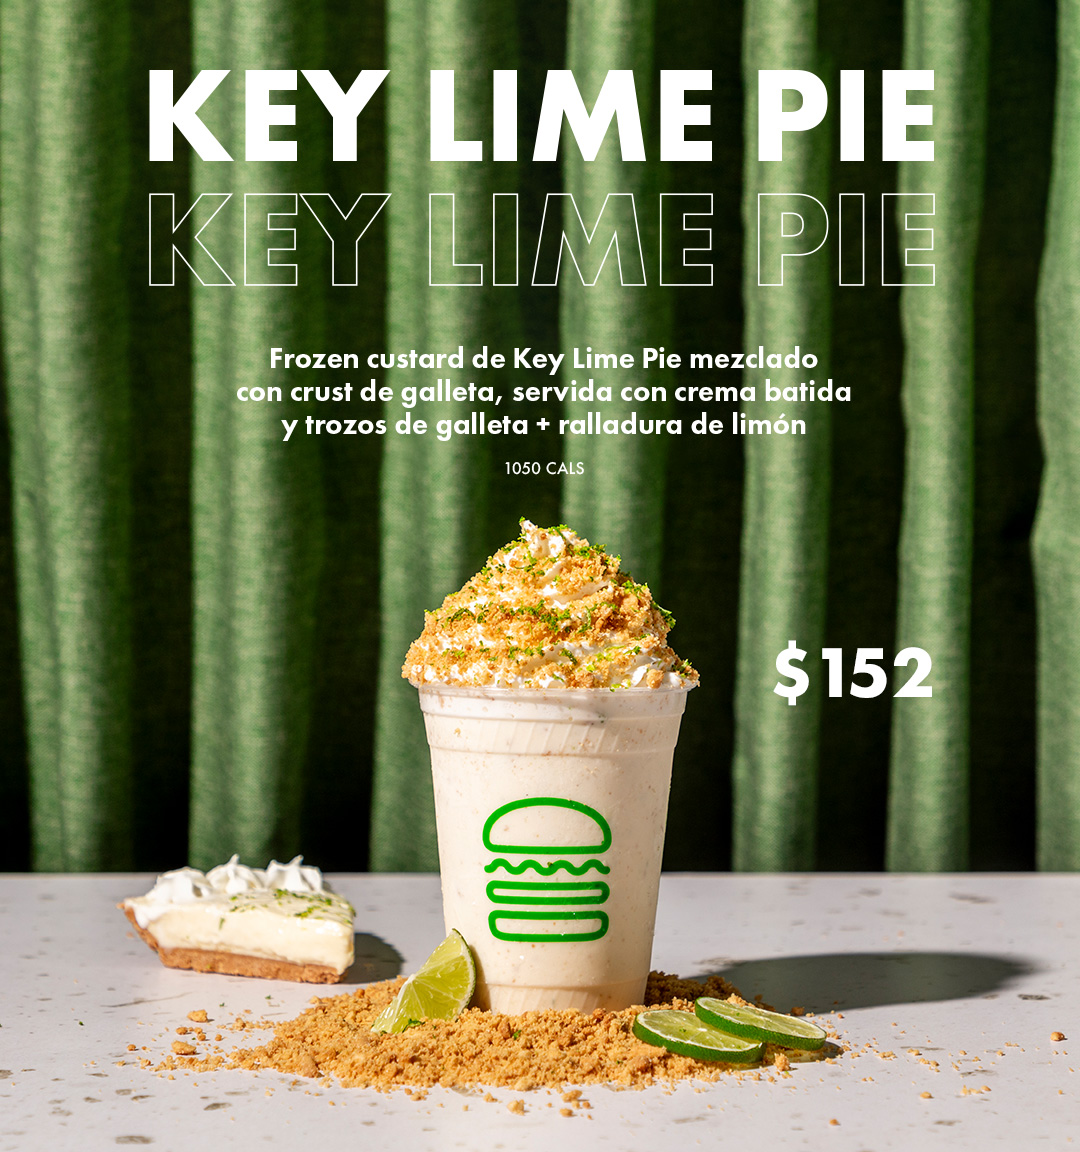 KEY LIME PIE
KEY LIME PIE
Frozen custard de Key Lime Pie mezclado
con crust de galleta, servida con crema batida
y trozos de galleta + ralladura de limón
1050 CALS
$152